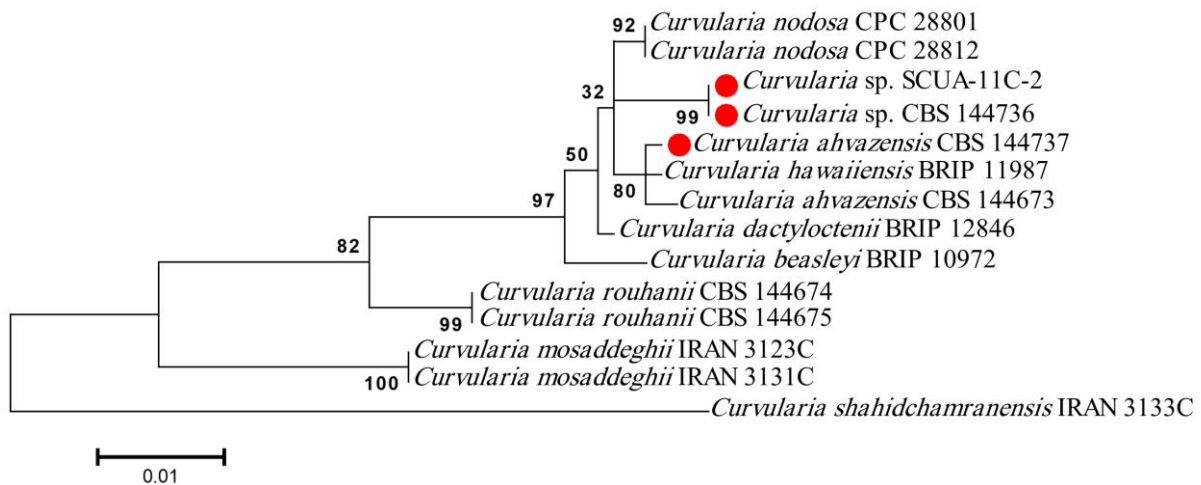 92
Curvularia nodosa CPC 28801
Curvularia nodosa CPC 28812
32
Curvularia sp. SCUA-11C-2
99
Curvularia sp. CBS 144736
Curvularia ahvazensis CBS 144737
50
Curvularia hawaiiensis BRIP 11987
80
Curvularia ahvazensis CBS 144673
97
Curvularia dactyloctenii BRIP 12846
82
Curvularia beasleyi BRIP 10972
Curvularia rouhanii CBS 144674
99
Curvularia rouhanii CBS 144675
Curvularia mosaddeghii IRAN 3123C
100
Curvularia mosaddeghii IRAN 3131C
Curvularia shahidchamranensis IRAN 3133C
0.01